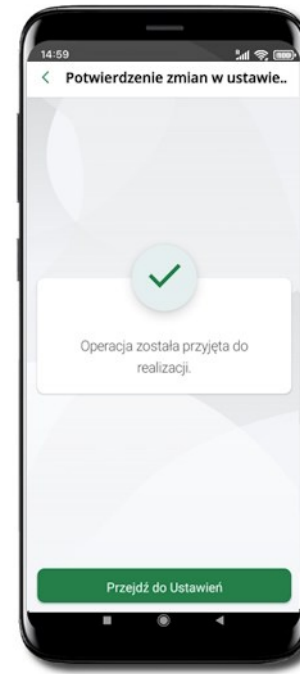 14:59
Potwierdzenie zmian w ustawie..
Operacja została przyjęta do
realizacji.
Przejdź do Ustawień